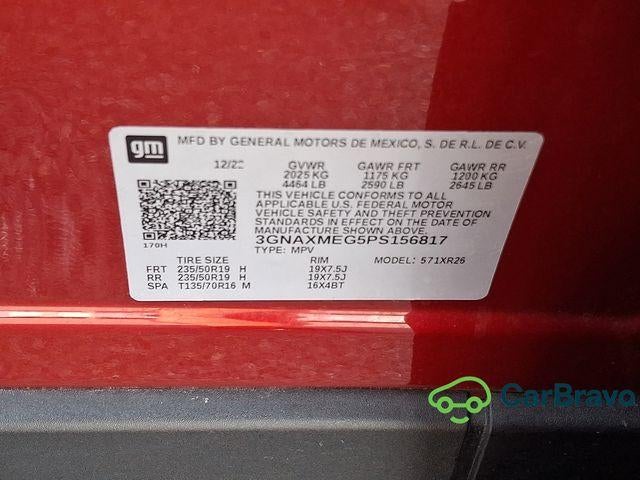 gm MFD BY GENERAL MOTORS DE MEXICO, S. DE R.L. DE C.V.
12/22 GVWR GAWR FRT GAWR RR
2025 KG 1175 KG 1200 KG
4464 LB 2590 LB 2645 LB
THIS VEHICLE CONFORMS TO ALL
APPLICABLE U.S. FEDERAL MOTOR
VEHICLE SAFETY AND THEFT PREVENTION
STANDARDS IN EFFECT ON THE DATE OF
MANUFACTURE SHOWN ABOVE.
3GNAXMEG5PS156817
170H TYPE: MPV MODEL: 571XR26
TIRE SIZE RIM
FRT 235/50R19 H 19X7.5J
RR 235/50R19 H 19X7.5J
SPA T135/70R16 M 16X4BT
CarBravo